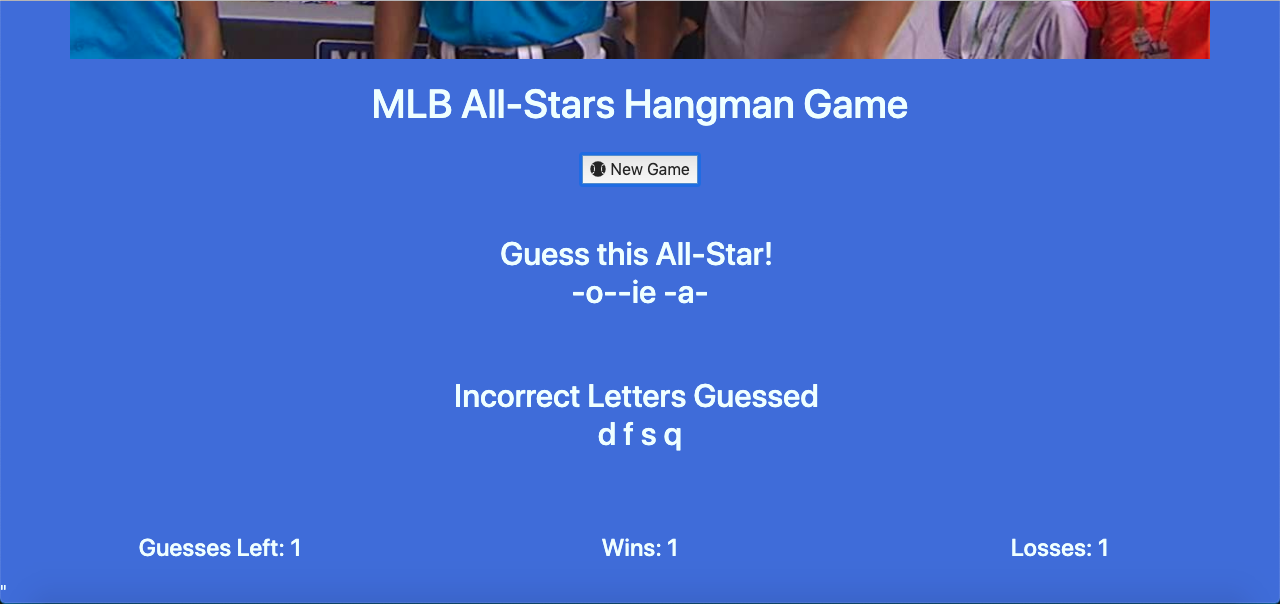 MLB All-Stars Hangman Game
New Game
Guess this All-Star!
-o--ie -a-
Incorrect Letters Guessed
d f s q
Guesses Left: 1
Wins: 1
Losses: 1
"